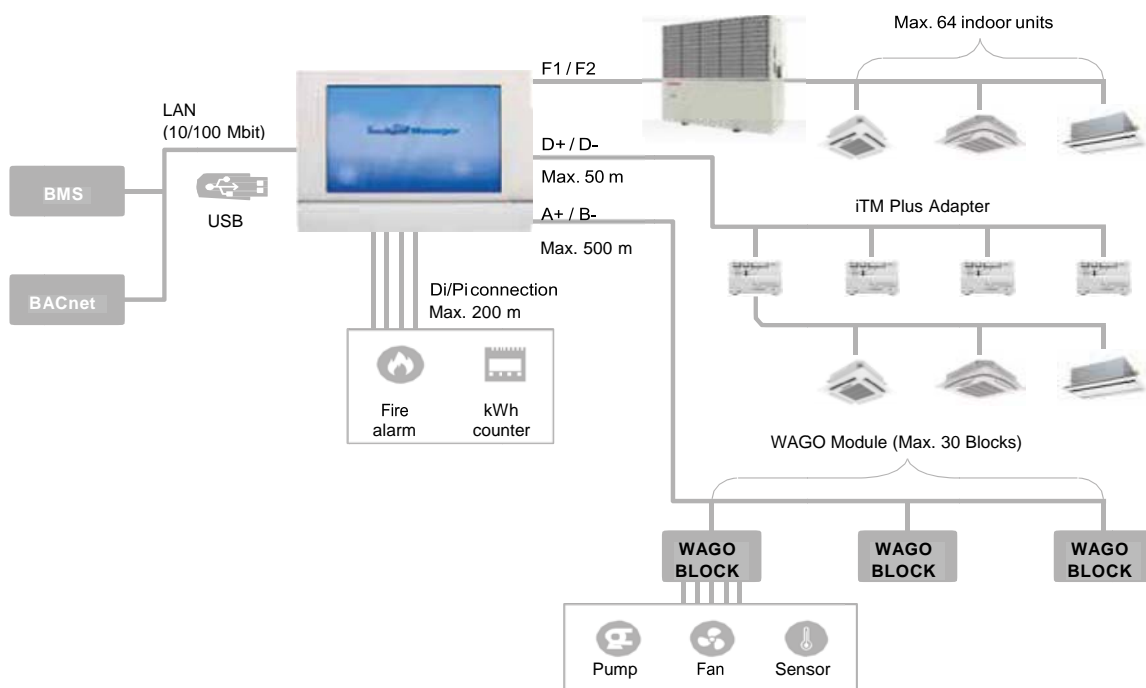 Max. 64 indoor units
F1 / F2
LAN
(10/100 Mbit)
Manager
D+ / D-
Max. 50 m
BMS
USB
A+ / B-
Max. 500 m
iTM Plus Adapter
BACnet
Di/Pi connection
Max. 200 m
Fire
alarm
kWh
counter
WAGO Module (Max. 30 Blocks)
WAGO
BLOCK
WAGO
BLOCK
WAGO
BLOCK
Pump
Fan
Sensor